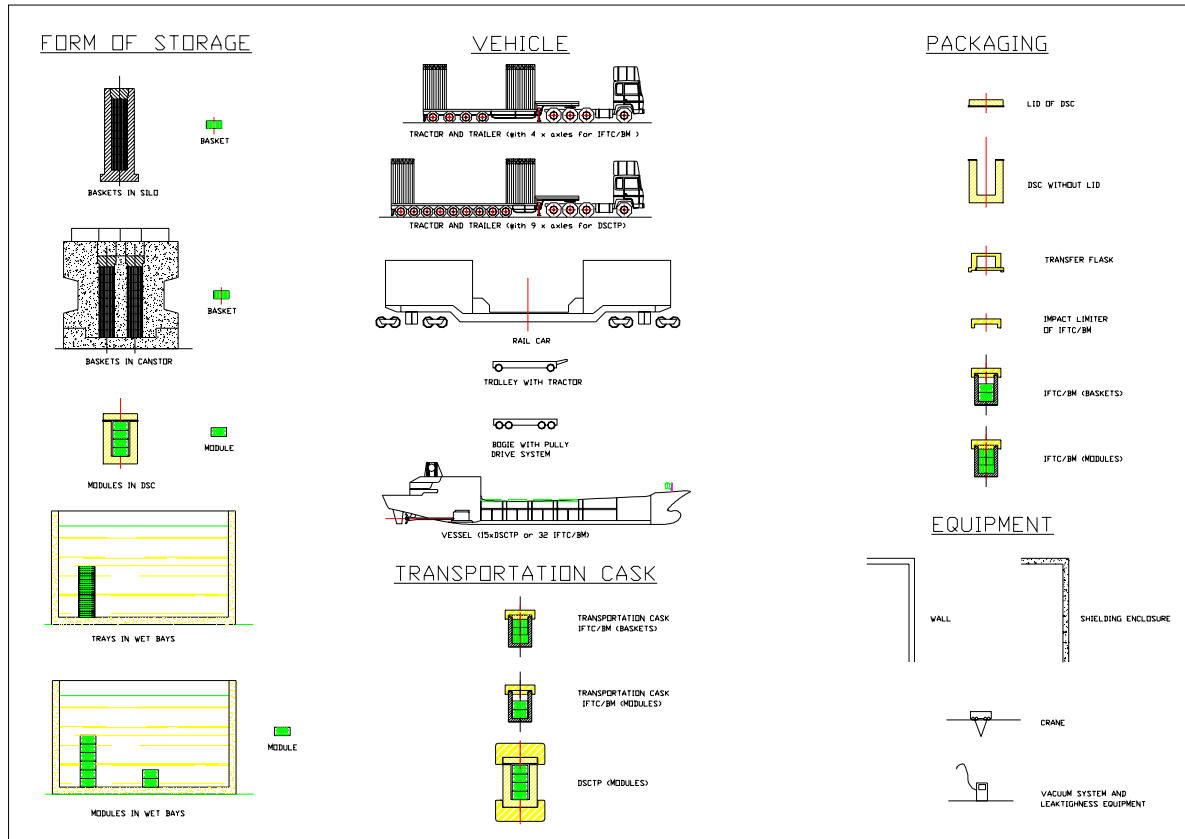 FORM OF STORAGE
BASKET
BASKETS IN SILO
BASKET
BASKETS IN CANSTOR
MODULE
MODULES IN DSC
TRAYS IN WET BAYS
MODULE
MODULES IN WET BAYS
VEHICLE
TRACTOR AND TRAILER (with 4 x axles for IFTC/BM )
TRACTOR AND TRAILER (with 9 x axles for DSCTP)
RAIL CAR
TROLLEY WITH TRACTOR
BOGIE WITH PULLY
DRIVE SYSTEM
VESSEL (15xDSCTP or 32 IFTC/BM)
TRANSPORTATION CASK
TRANSPORTATION CASK
IFTC/BM (BASKETS)
TRANSPORTATION CASK
IFTC/BM (MODULES)
DSCTP (MODULES)
PACKAGING
LID OF DSC
DSC WITHOUT LID
TRANSFER FLASK
IMPACT LIMITER
OF IFTC/BM
IFTC/BM (BASKETS)
IFTC/BM (MODULES)
EQUIPMENT
WALL
SHIELDING ENCLOSURE
CRANE
VACUUM SYSTEM AND
LEAKTIGHNESS EQUIPMENT